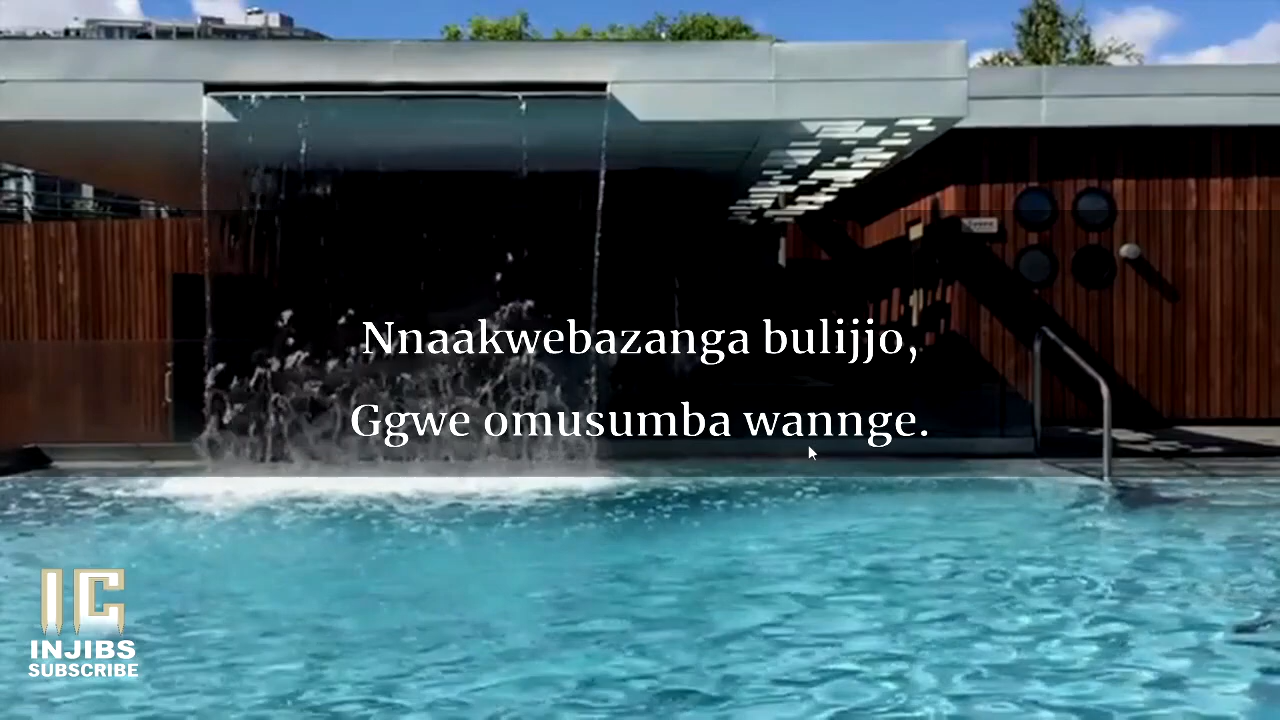 Nnaakwebazanga bulijjo,
Ggwe omusumba wannge.
IC
INJIBS
SUBSCRIBE